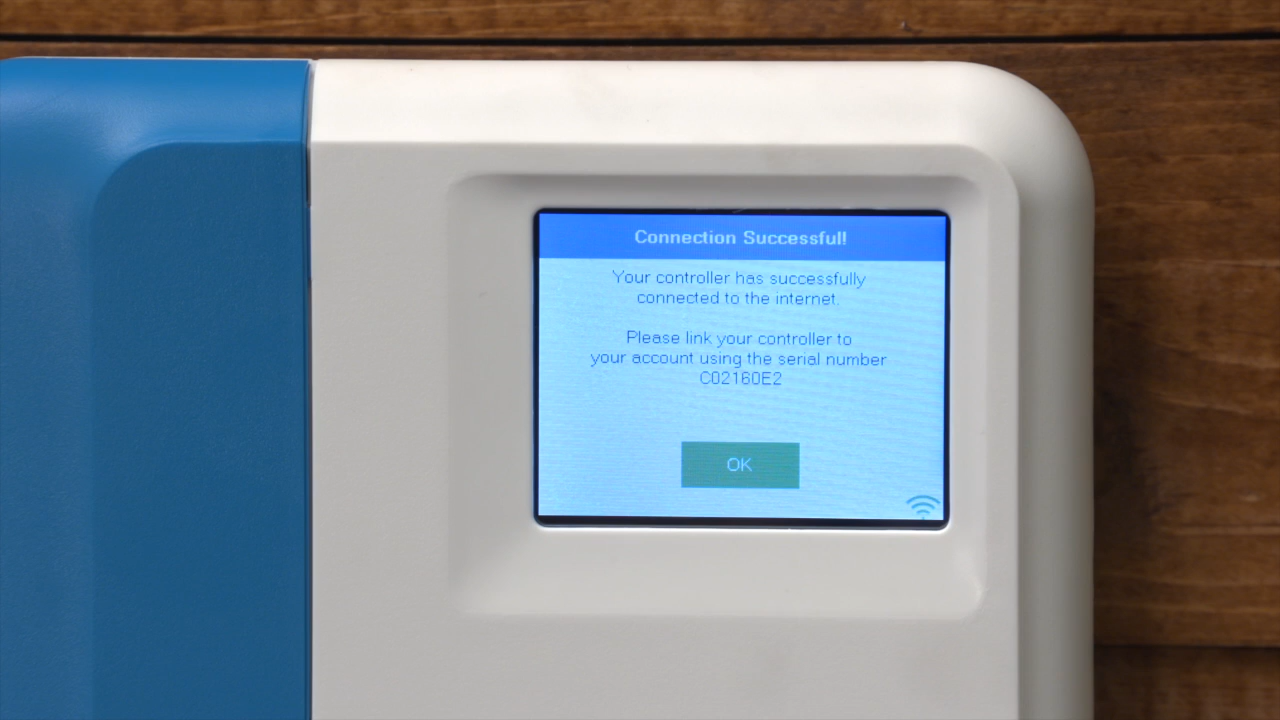 Connection Successful!
Your controller has successfully
connected to the internet.
Please link your controller to
your account using the serial number
C02160E2
OK